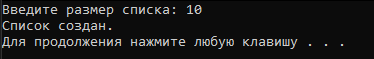 Введите размер списка: 10
Список создан.
Для продолжения нажмите любую клавишу . . .